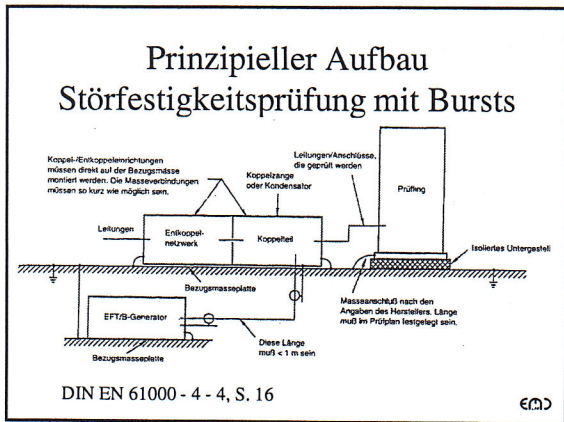 Prinzipieller Aufbau
Störfestigkeitsprüfung mit Bursts
Koppel-/Entkoppeleinrichtungen
müssen direkt auf der Bezugsmasse
montiert werden. Die Masseverbindungen
müssen so kurz wie möglich sein.
Koppelzange
oder Kondensator
Leitungen/Anschlüsse,
die geprüft werden
Prüfling
Leitungen
Entkoppel-
netzwerk
Koppelteil
Isoliertes Untergestell
Bezugsmasseplatte
Masseanschluß nach den
Angaben des Herstellers. Länge
muß im Prüfplan festgelegt sein.
EFT/B-Generator
Diese Länge
muß < 1 m sein
Bezugsmasseplatte
DIN EN 61000 - 4 - 4, S. 16